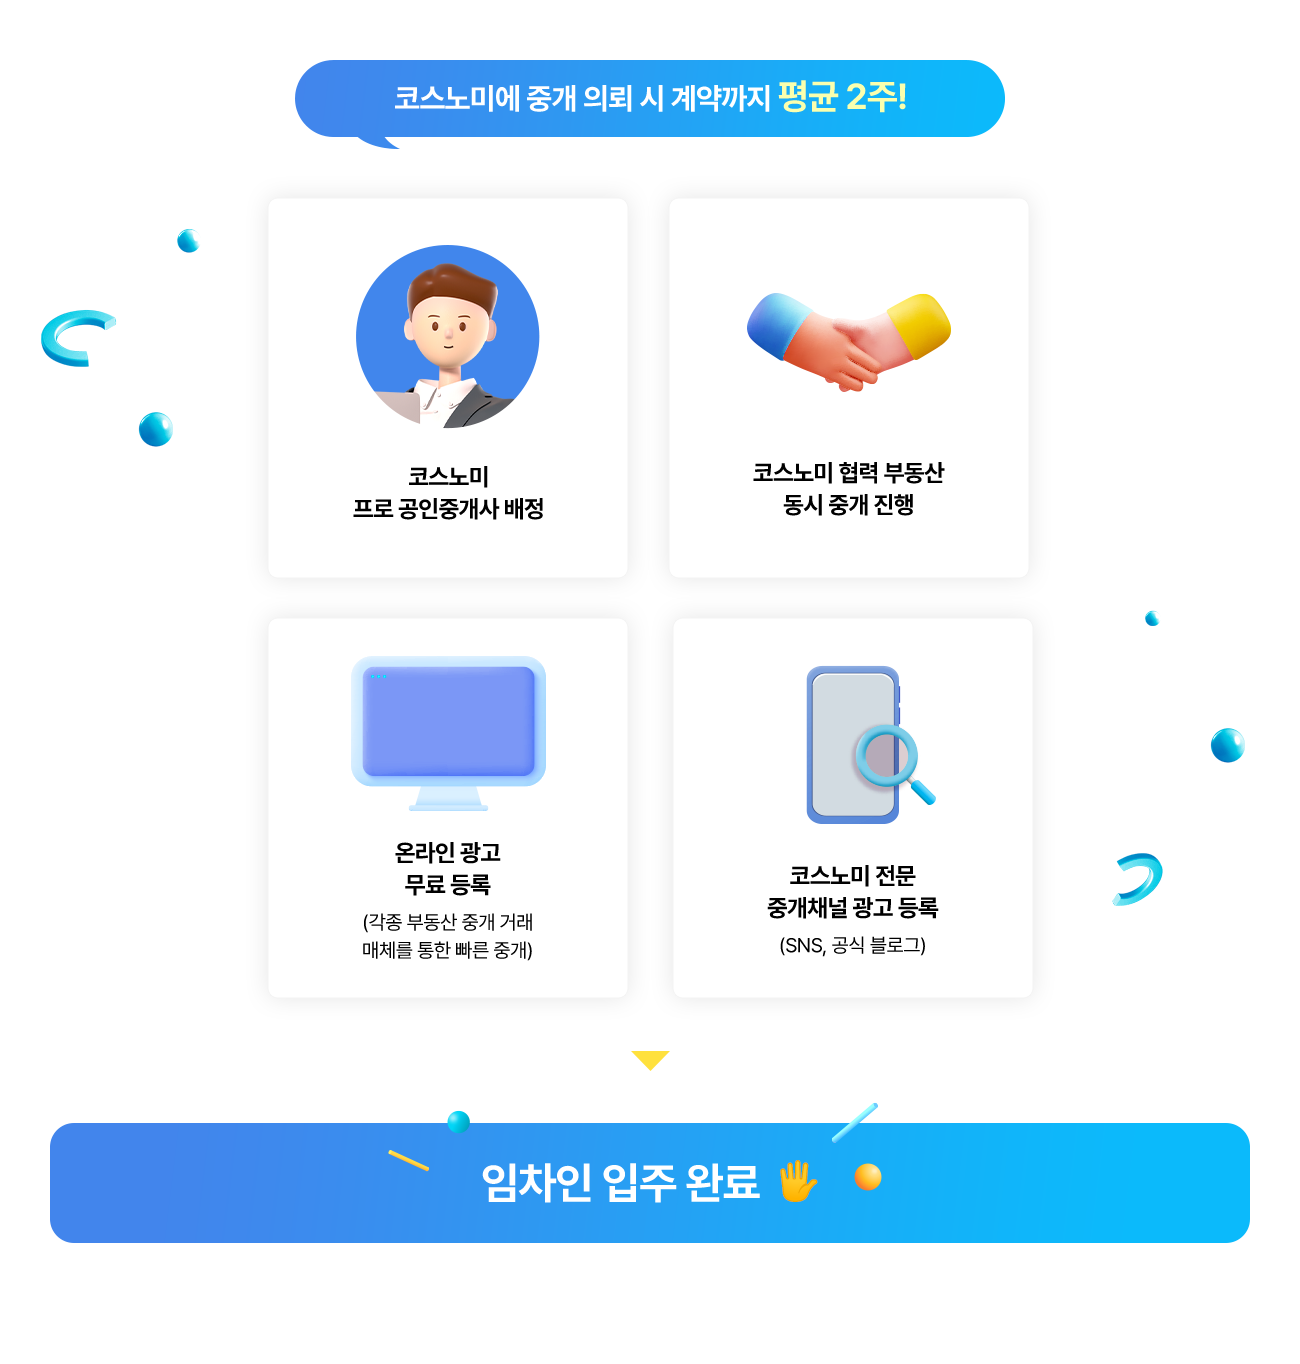 코스노미에 중개 의뢰 시 계약까지 평균 2주!
코스노미
프로 공인중개사 배정
코스노미 협력 부동산
동시 중개 진행
온라인 광고
무료 등록
(각종 부동산 중개 거래
매체를 통한 빠른 중개)
코스노미 전문
중개채널 광고 등록
(SNS, 공식 블로그)
임차인 입주 완료 🖐